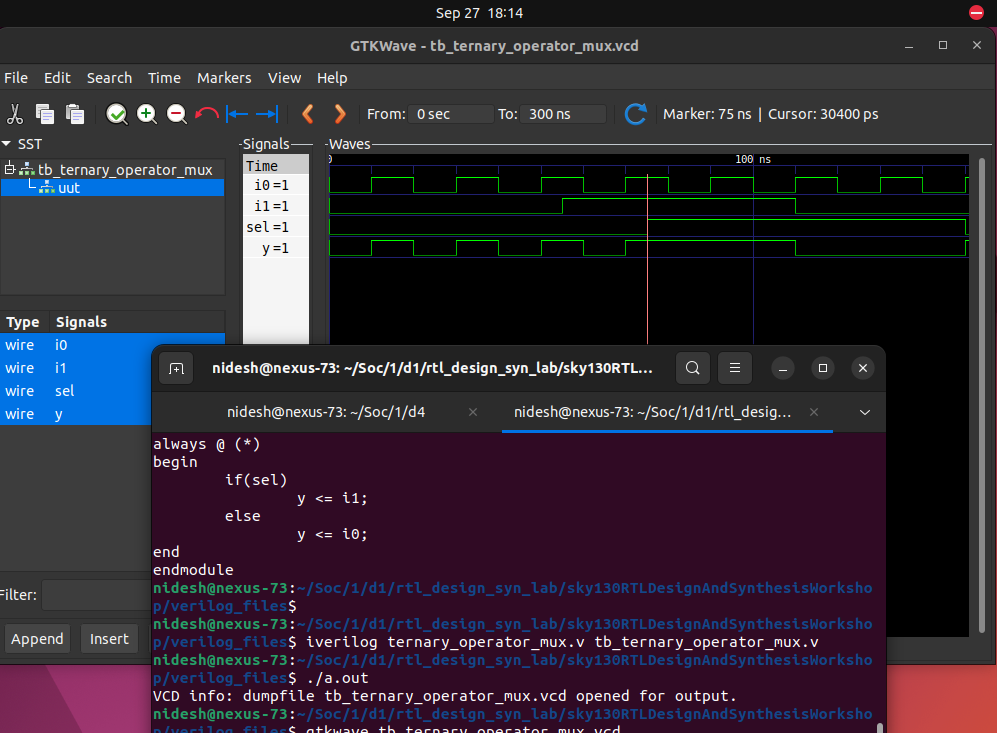 Sep 27 18:14
GTKWave - tb_ternary_operator_mux.vcd
File Edit Search Time Markers View Help
From: 0 sec To: 300 ns Marker: 75 ns | Cursor: 30400 ps
SST
tb_ternary_operator_mux
uut
Type Signals
wire i0
wire i1
wire sel
wire y
Filter:
Append Insert
Signals
Time
i0 =1
i1 =1
sel =1
y =1
Waves
0 100 ns
nidesh@nexus-73: ~/Soc/1/d1/rtl_design_syn_lab/sky130RTL...
nidesh@nexus-73: ~/Soc/1/d4 nidesh@nexus-73: ~/Soc/1/d1/rtl_desig...
always @ (*)
begin
if(sel)
y <= i1;
else
y <= i0;
end
endmodule
nidesh@nexus-73:~/Soc/1/d1/rtl_design_syn_lab/sky130RTLDesignAndSynthesisWorksho
p/verilog_files$
nidesh@nexus-73:~/Soc/1/d1/rtl_design_syn_lab/sky130RTLDesignAndSynthesisWorksho
p/verilog_files$ iverilog ternary_operator_mux.v tb_ternary_operator_mux.v
nidesh@nexus-73:~/Soc/1/d1/rtl_design_syn_lab/sky130RTLDesignAndSynthesisWorksho
p/verilog_files$ ./a.out
VCD info: dumpfile tb_ternary_operator_mux.vcd opened for output.
nidesh@nexus-73:~/Soc/1/d1/rtl_design_syn_lab/sky130RTLDesignAndSynthesisWorksho
p/verilog_files$ gtkwave tb_ternary_operator_mux.vcd